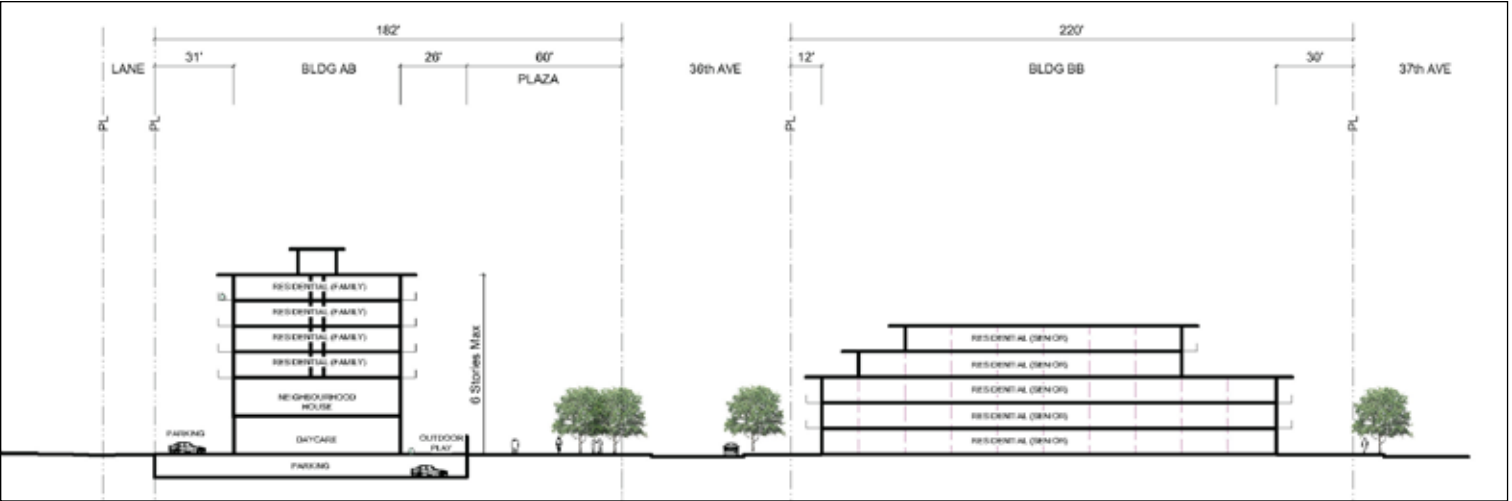 182'
220'
31'
26'
60'
12'
30'
LANE
BLDG AB
PLAZA
36th AVE
BLDG BB
37th AVE
PL
PL
PL
PL
RESIDENTIAL (FAMILY)
RESIDENTIAL (FAMILY)
RESIDENTIAL (FAMILY)
RESIDENTIAL (FAMILY)
NEIGHBOURHOOD
HOUSE
DAYCARE
PARKING
PARKING
OUTDOOR
PLAY
6 Stories Max
RESIDENTIAL (SENIOR)
RESIDENTIAL (SENIOR)
RESIDENTIAL (SENIOR)
RESIDENTIAL (SENIOR)
RESIDENTIAL (SENIOR)